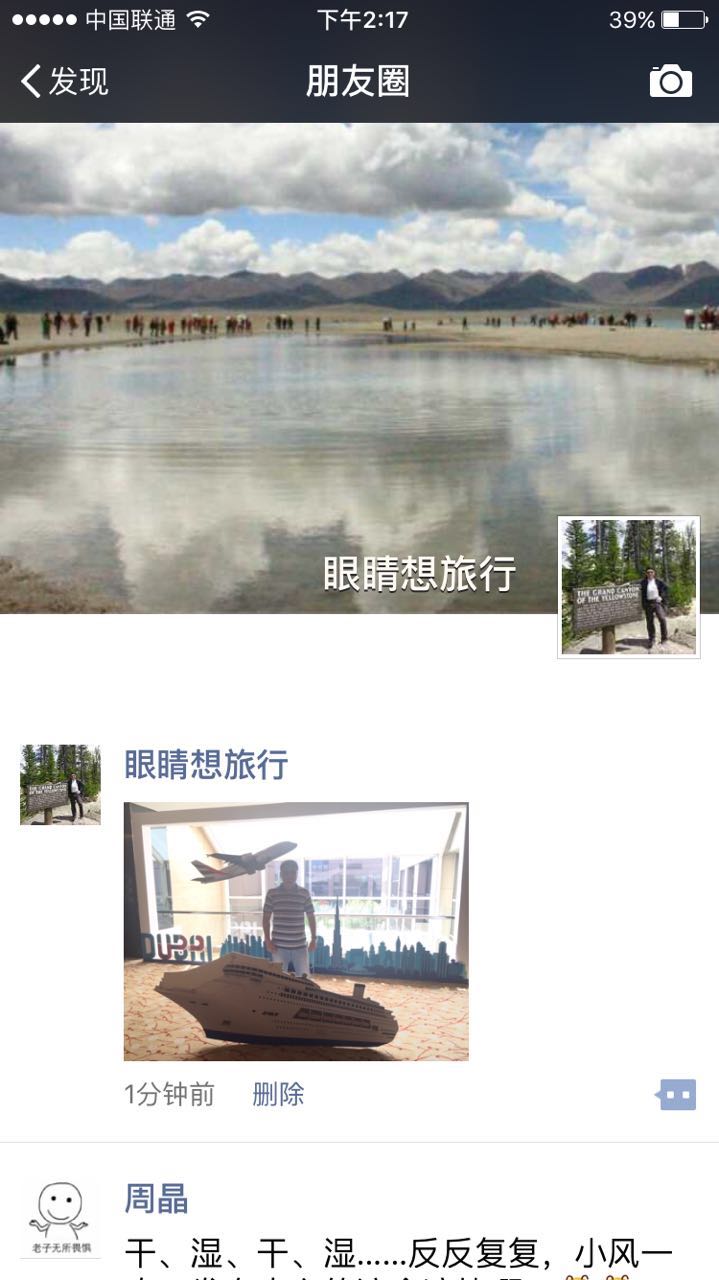 中国联通 下午2:17 39%
发现 朋友圈
眼睛想旅行
THE GRAND CANYON
OF THE YELLOWSTONE
眼睛想旅行
DUBAI
1分钟前 删除
周晶
老子无所畏惧
干、湿、干、湿……反反复复，小风一